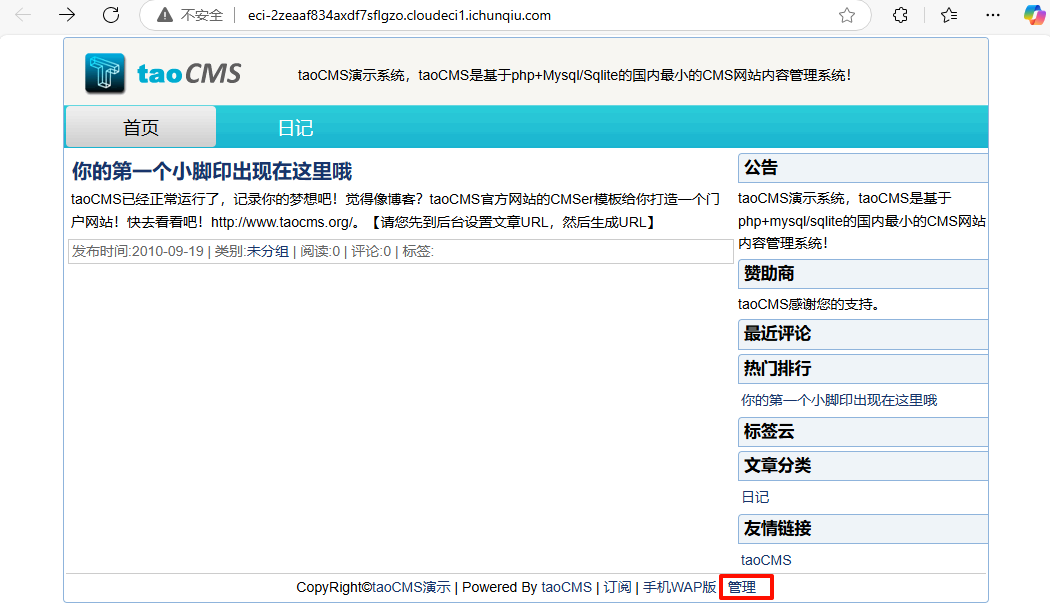 不安全 eci-2zeaaf834axdf7sflgzo.cloudeci1.ichunqiu.com
taoCMS taoCMS演示系统，taoCMS是基于php+Mysql/Sqlite的国内最小的CMS网站内容管理系统！
首页 日记
你的第一个小脚印出现在这里哦
taoCMS已经正常运行了，记录你的梦想吧！觉得像博客？taoCMS官方网站的CMSer模板给你打造一个门
户网站！快去看看吧！http://www.taocms.org/。【请您先到后台设置文章URL，然后生成URL】
发布时间:2010-09-19 | 类别:未分组 | 阅读:0 | 评论:0 | 标签:
公告
taoCMS演示系统，taoCMS是基于
php+mysql/sqlite的国内最小的CMS网站
内容管理系统！
赞助商
taoCMS感谢您的支持。
最近评论
热门排行
你的第一个小脚印出现在这里哦
标签云
文章分类
日记
友情链接
taoCMS
CopyRight©taoCMS演示 | Powered By taoCMS | 订阅 | 手机WAP版 管理